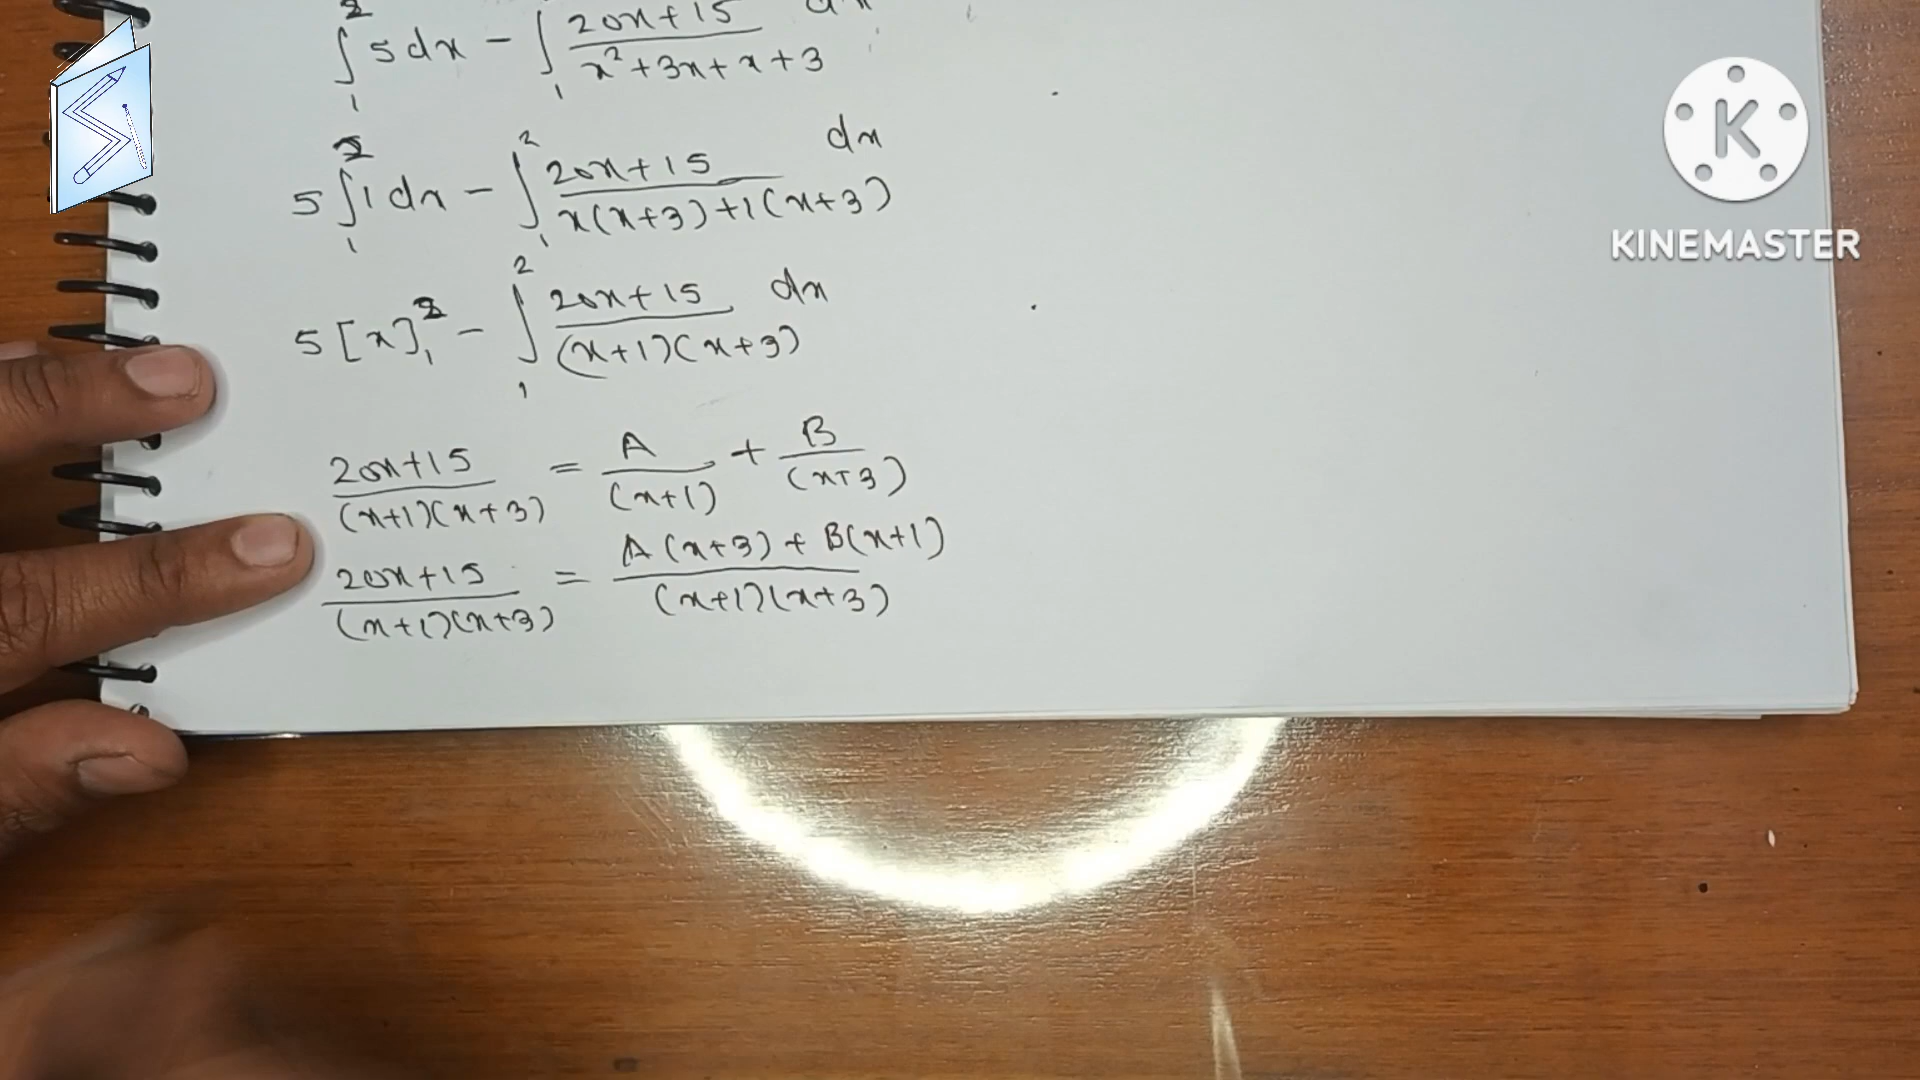 ∫₁² 5 dx − ∫₁ (20x+15)/(x²+3x+x+3) dx
5 ∫₁² 1 dx − ∫₁² (20x+15)/(x(x+3)+1(x+3)) dx
5 [x]₁² − ∫₁² (20x+15)/((x+1)(x+3)) dx
(20x+15)/((x+1)(x+3)) = A/(x+1) + B/(x+3)
(20x+15)/((x+1)(x+3)) = (A(x+3) + B(x+1))/((x+1)(x+3))
K
KINEMASTER